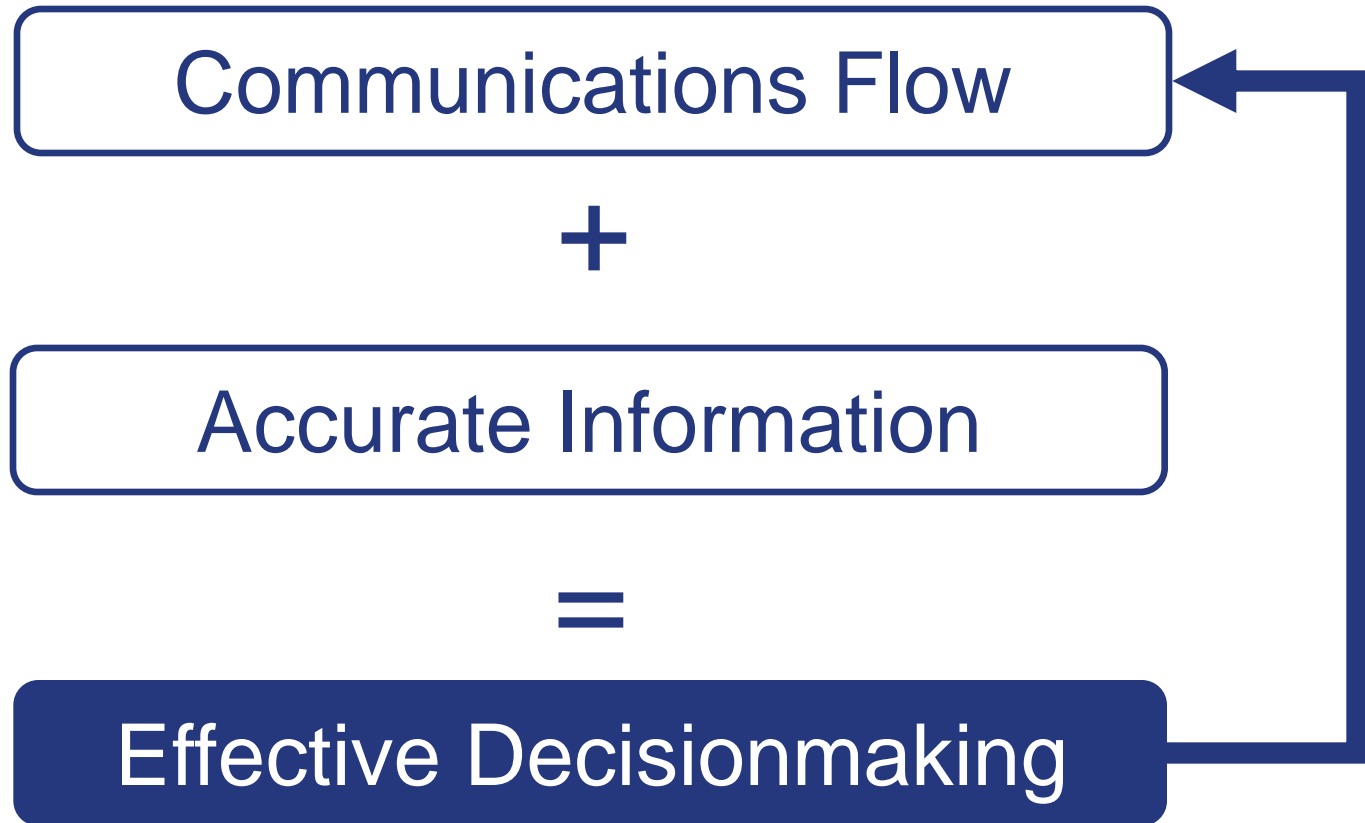 Communications Flow
+
Accurate Information
=
Effective Decisionmaking